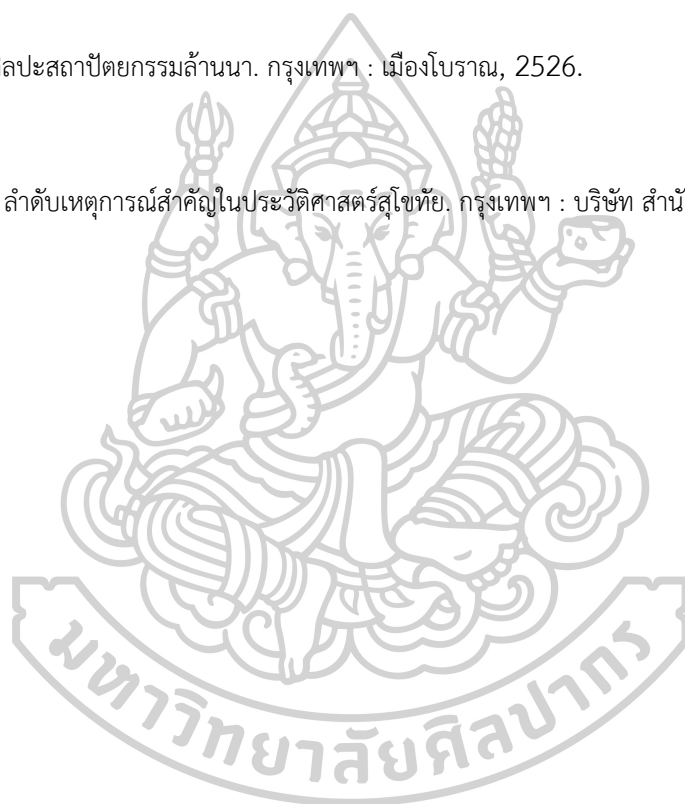 ลปะสถาปัตยกรรมล้านนา. กรุงเทพฯ : เมืองโบราณ, 2526.
ลำดับเหตุการณ์สำคัญในประวัติศาสตร์สุโขทัย. กรุงเทพฯ : บริษัท สำนั
มหาวิทยาลัยศิลปากร